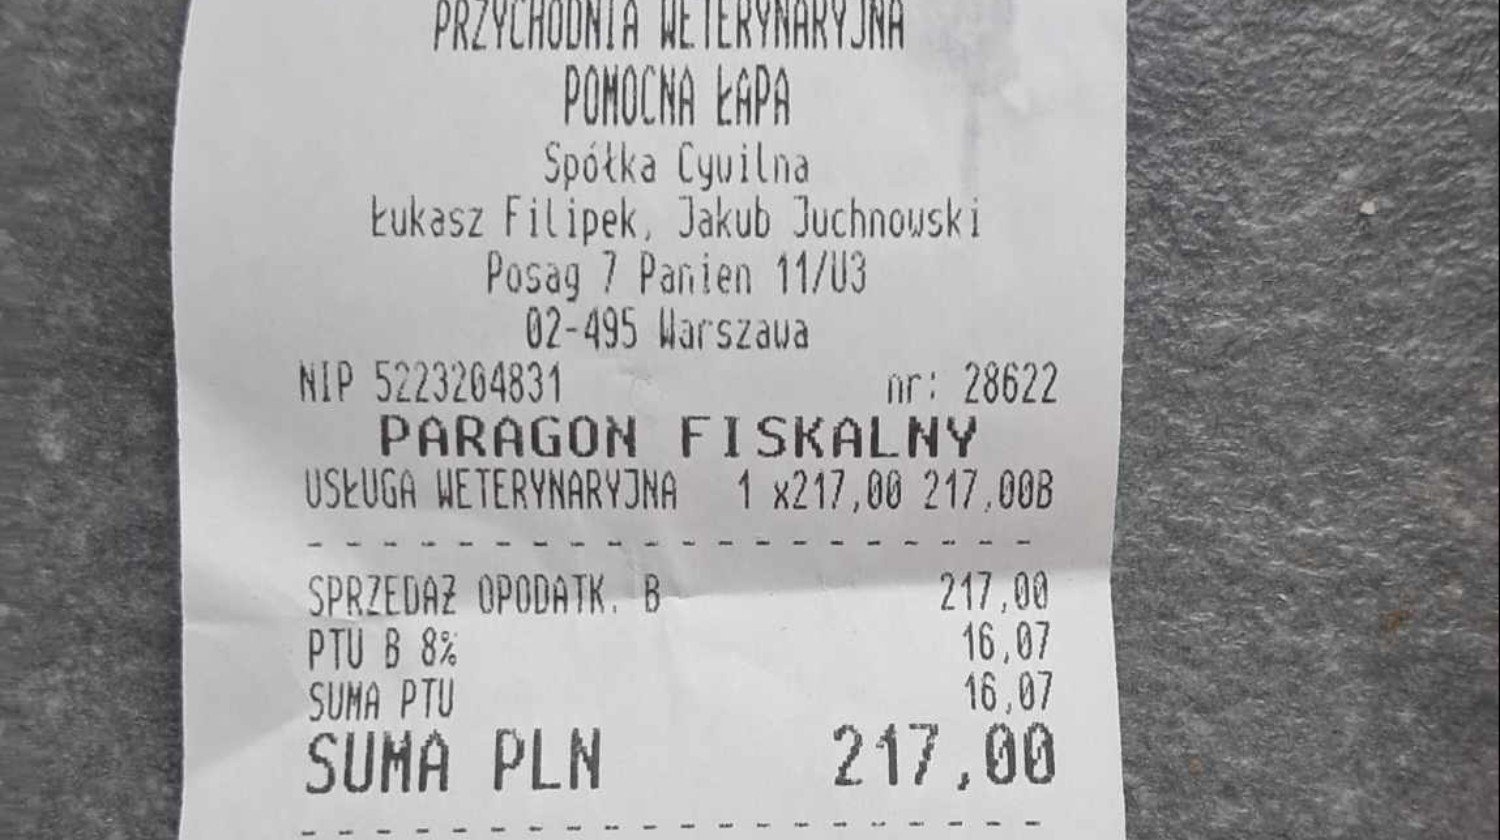 PRZYCHODNIA WETERYNARYJNA
POMOCNA ŁAPA
Spółka Cywilna
Łukasz Filipek, Jakub Juchnowski
Posag 7 Panien 11/U3
02-495 Warszawa
NIP 5223204831 nr: 28622
PARAGON FISKALNY
USŁUGA WETERYNARYJNA 1 x217,00 217,00B
SPRZEDAŻ OPODATK. B 217,00
PTU B 8% 16,07
SUMA PTU 16,07
SUMA PLN 217,00